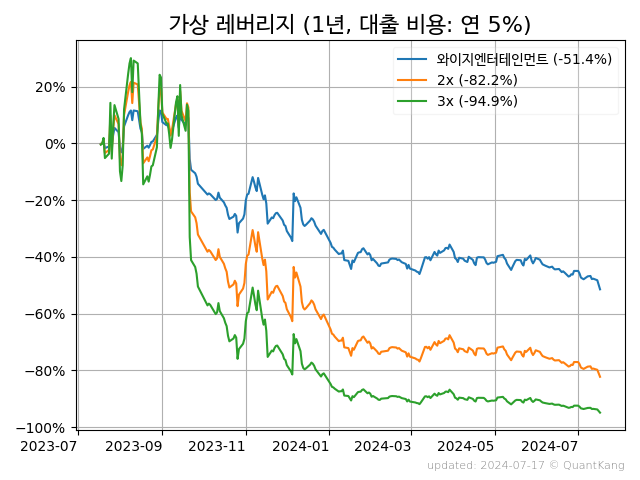 가상 레버리지 (1년, 대출 비용: 연 5%)
와이지엔터테인먼트 (-51.4%)
2x (-82.2%)
3x (-94.9%)
20%
0%
−20%
−40%
−60%
−80%
−100%
2023-07 2023-09 2023-11 2024-01 2024-03 2024-05 2024-07
updated: 2024-07-17 © QuantKang